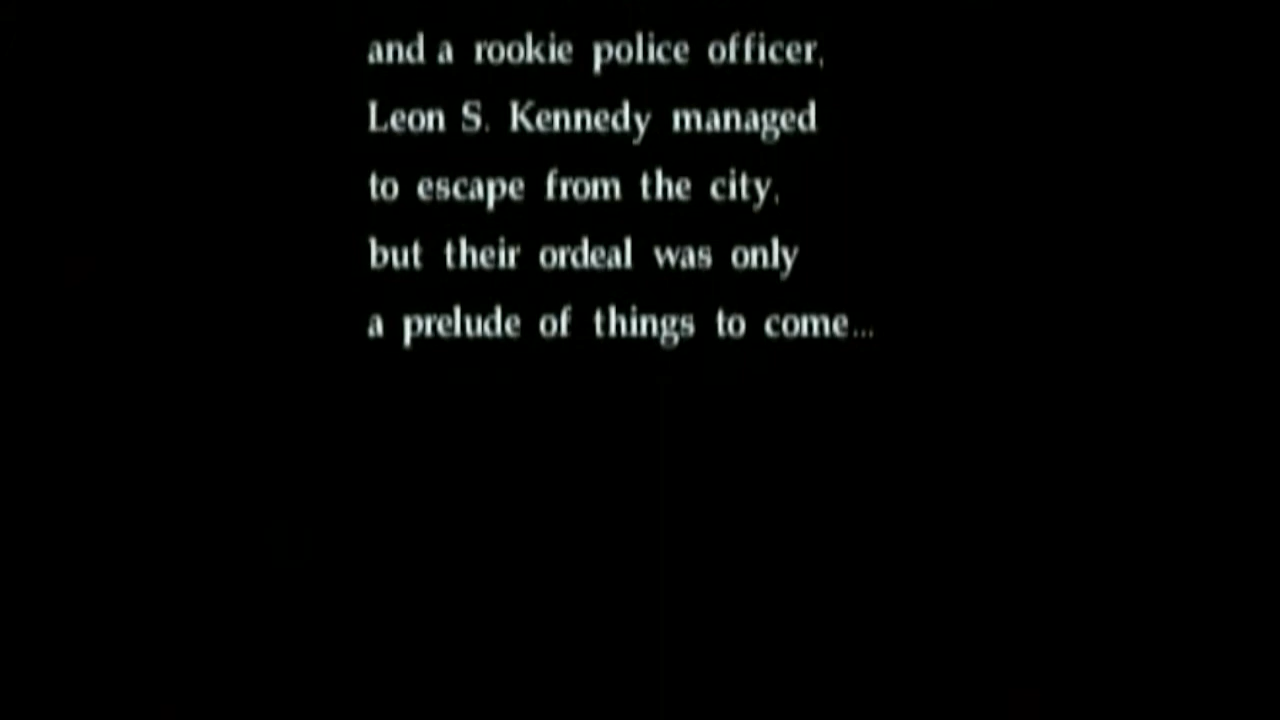 and a rookie police officer,
Leon S. Kennedy managed
to escape from the city,
but their ordeal was only
a prelude of things to come...